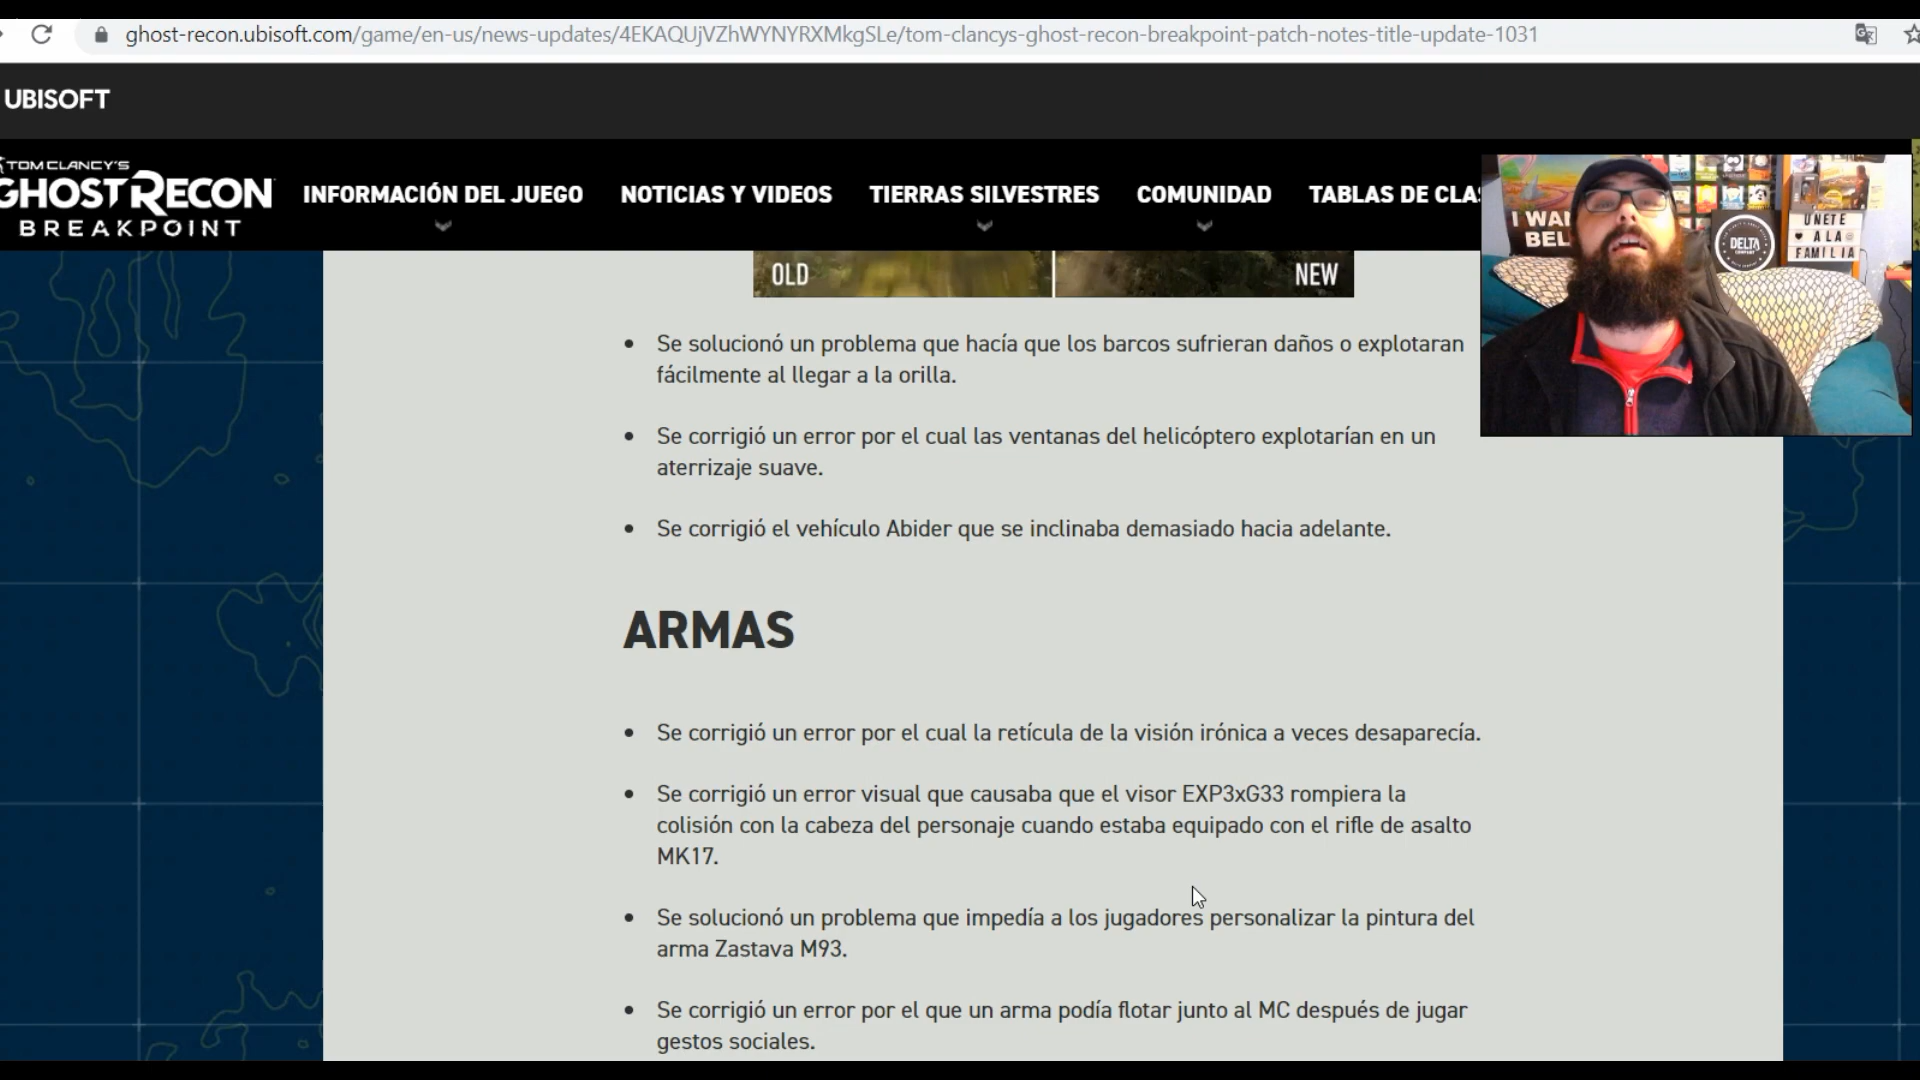 ghost-recon.ubisoft.com/game/en-us/news-updates/4EKAQUjVZhWYNYRXMkgSLe/tom-clancys-ghost-recon-breakpoint-patch-notes-title-update-1031
UBISOFT
TOM CLANCY'S
GHOST RECON
BREAKPOINT
INFORMACIÓN DEL JUEGO NOTICIAS Y VIDEOS TIERRAS SILVESTRES COMUNIDAD TABLAS DE CLAS
I WAN
BEL
DELTA
COMPANY
UNETE
A LA
FAMILIA
OLD NEW
• Se solucionó un problema que hacía que los barcos sufrieran daños o explotaran
fácilmente al llegar a la orilla.
• Se corrigió un error por el cual las ventanas del helicóptero explotarían en un
aterrizaje suave.
• Se corrigió el vehículo Abider que se inclinaba demasiado hacia adelante.
ARMAS
• Se corrigió un error por el cual la retícula de la visión irónica a veces desaparecía.
• Se corrigió un error visual que causaba que el visor EXP3xG33 rompiera la
colisión con la cabeza del personaje cuando estaba equipado con el rifle de asalto
MK17.
• Se solucionó un problema que impedía a los jugadores personalizar la pintura del
arma Zastava M93.
• Se corrigió un error por el que un arma podía flotar junto al MC después de jugar
gestos sociales.